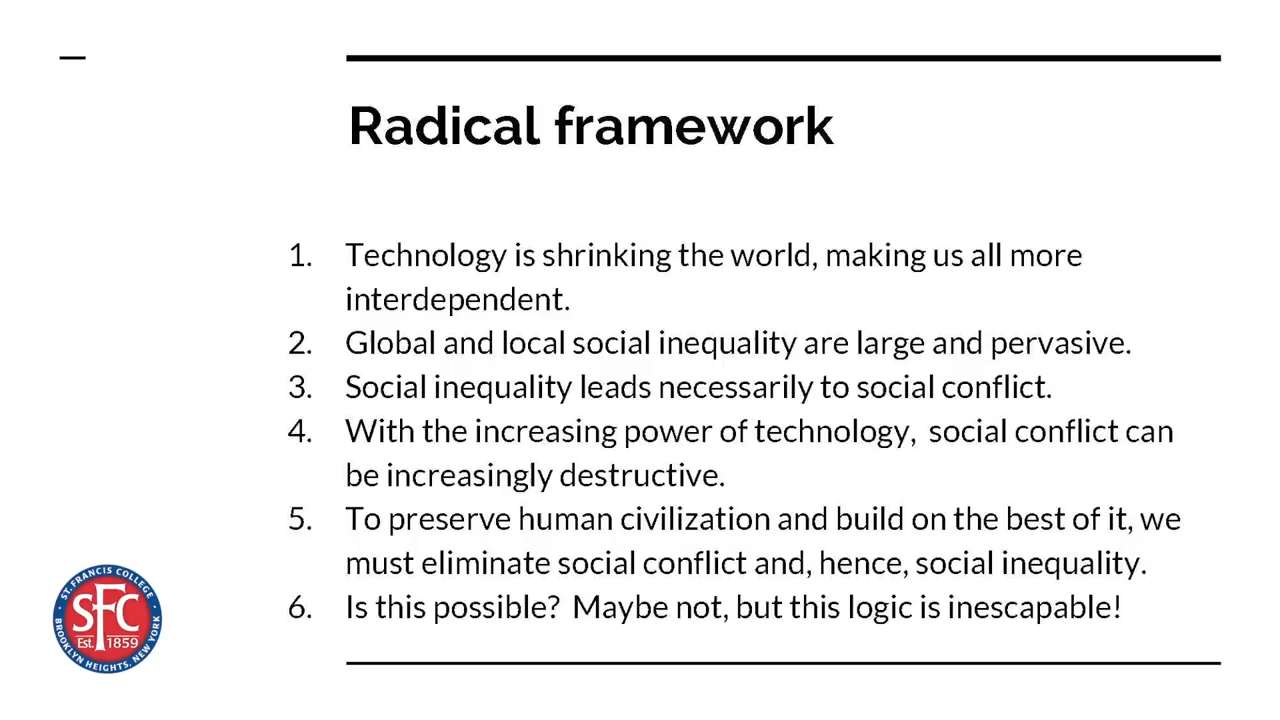 Radical framework
1. Technology is shrinking the world, making us all more
interdependent.
2. Global and local social inequality are large and pervasive.
3. Social inequality leads necessarily to social conflict.
4. With the increasing power of technology,  social conflict can
be increasingly destructive.
5. To preserve human civilization and build on the best of it, we
must eliminate social conflict and, hence, social inequality.
6. Is this possible?  Maybe not, but this logic is inescapable!
ST. FRANCIS COLLEGE
SFC
Est. 1859
BROOKLYN HEIGHTS, NEW YORK